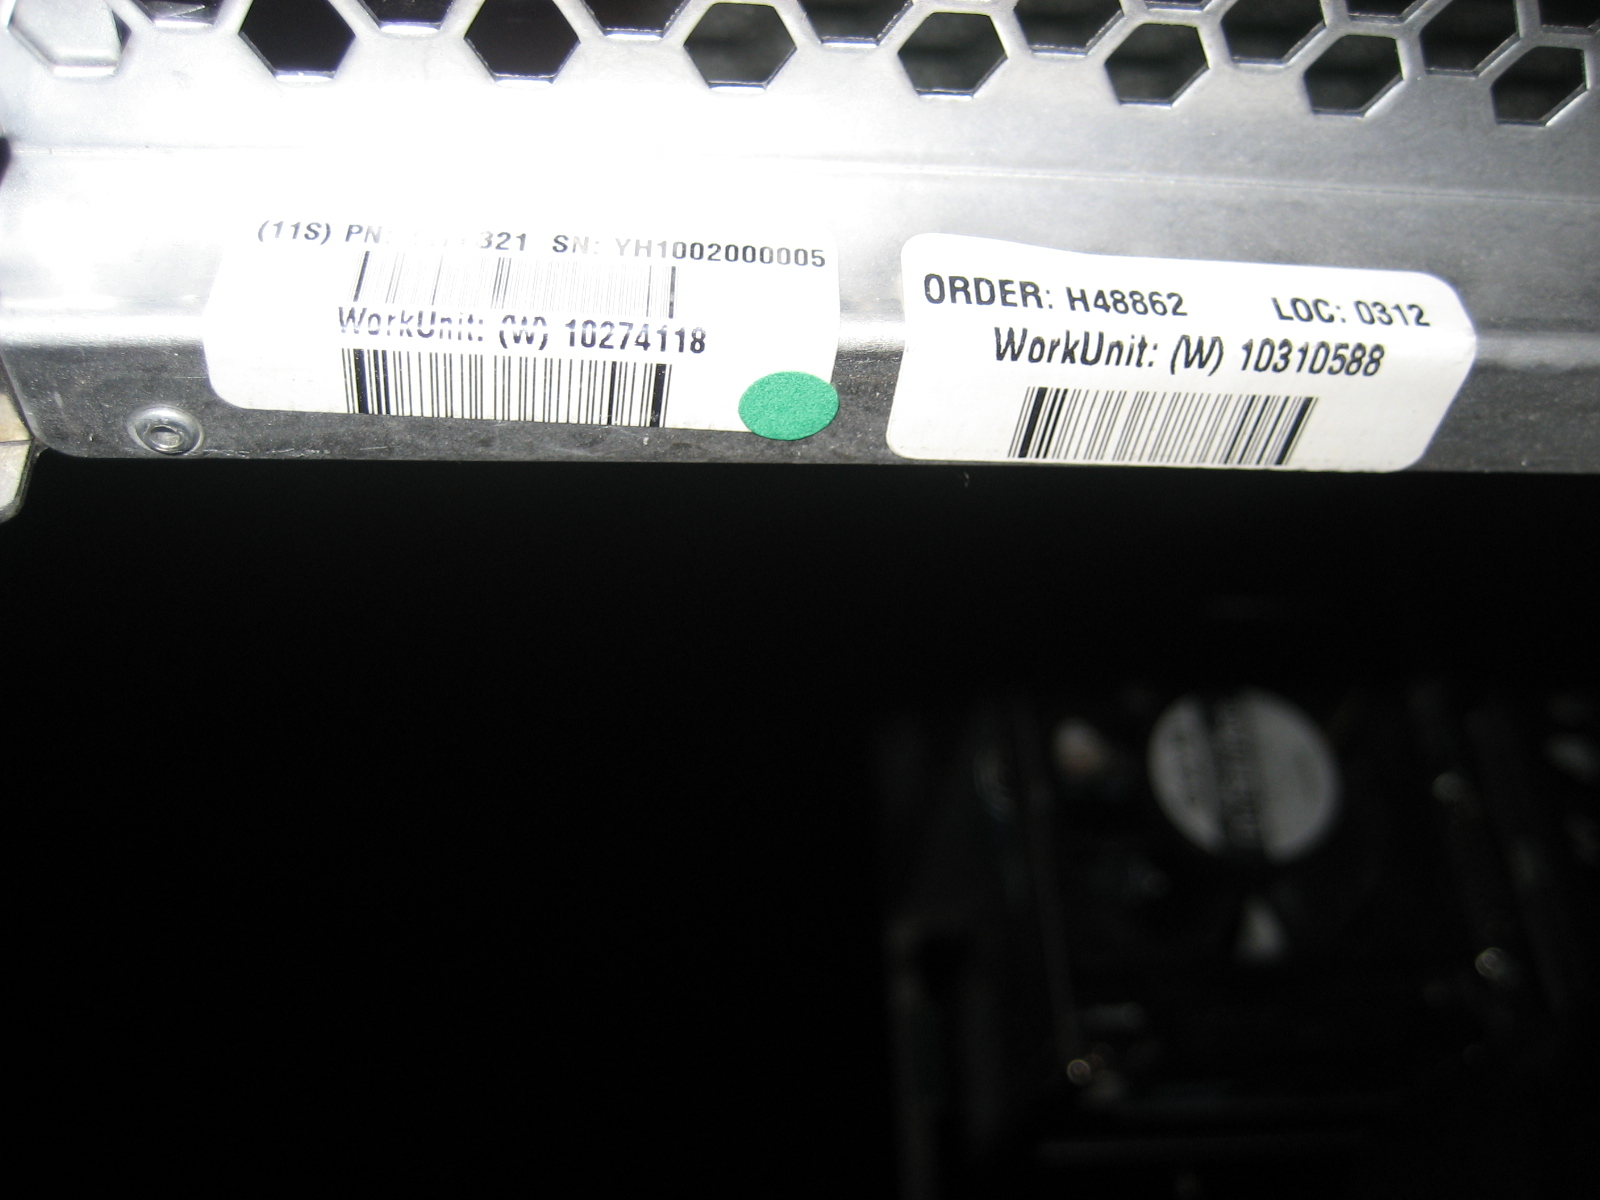 (11S) PN: 321 SN: YH1002000005
WorkUnit: (W) 10274118
ORDER: H48862 LOC: 0312
WorkUnit: (W) 10310588